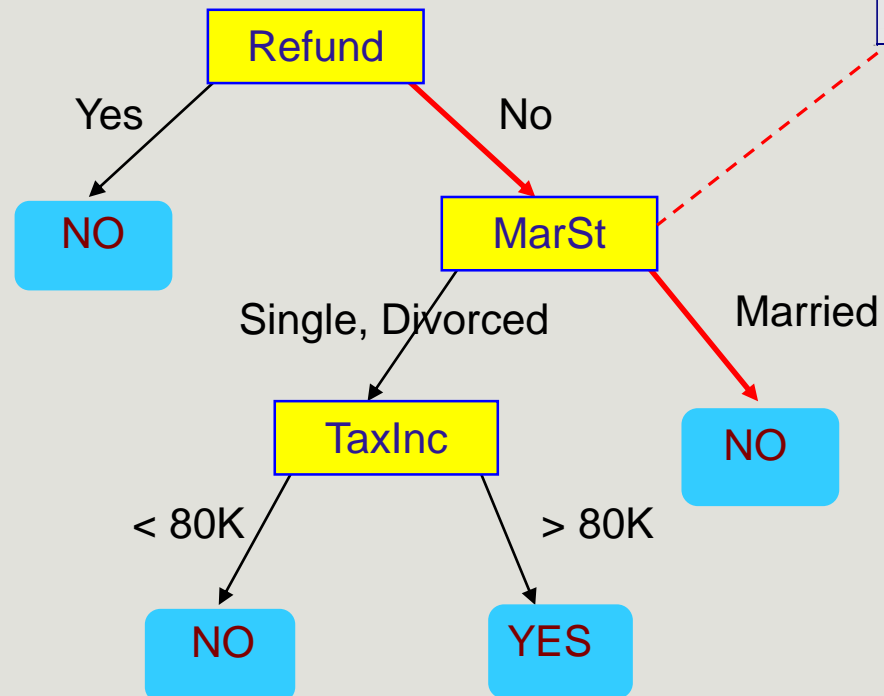 Refund
Yes
No
NO
MarSt
Single, Divorced
Married
TaxInc
NO
< 80K
> 80K
NO
YES